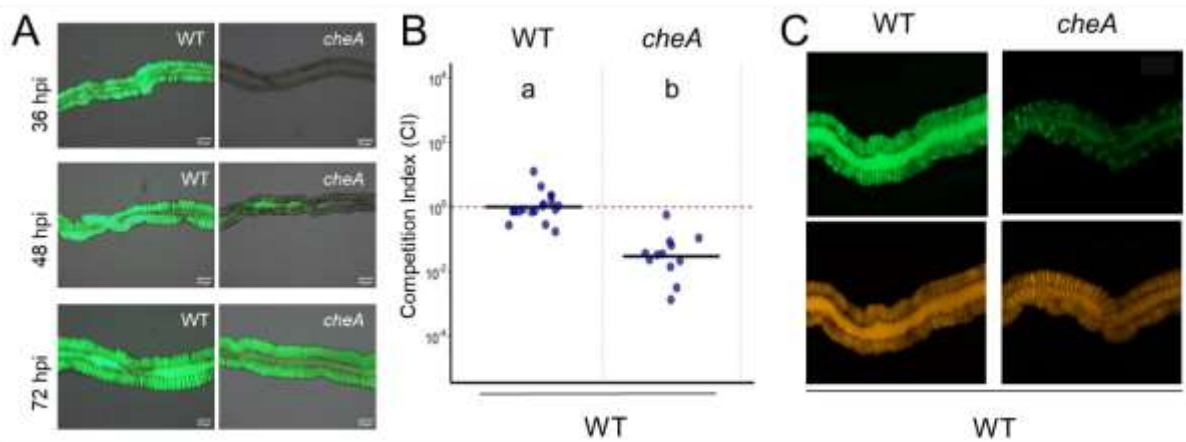 A
WT
cheA
36 hpi
WT
cheA
48 hpi
WT
cheA
72 hpi
B
WT
cheA
a
b
Competition Index (CI)
10⁴
10²
10⁰
10⁻²
10⁻⁴
WT
C
WT
cheA
WT